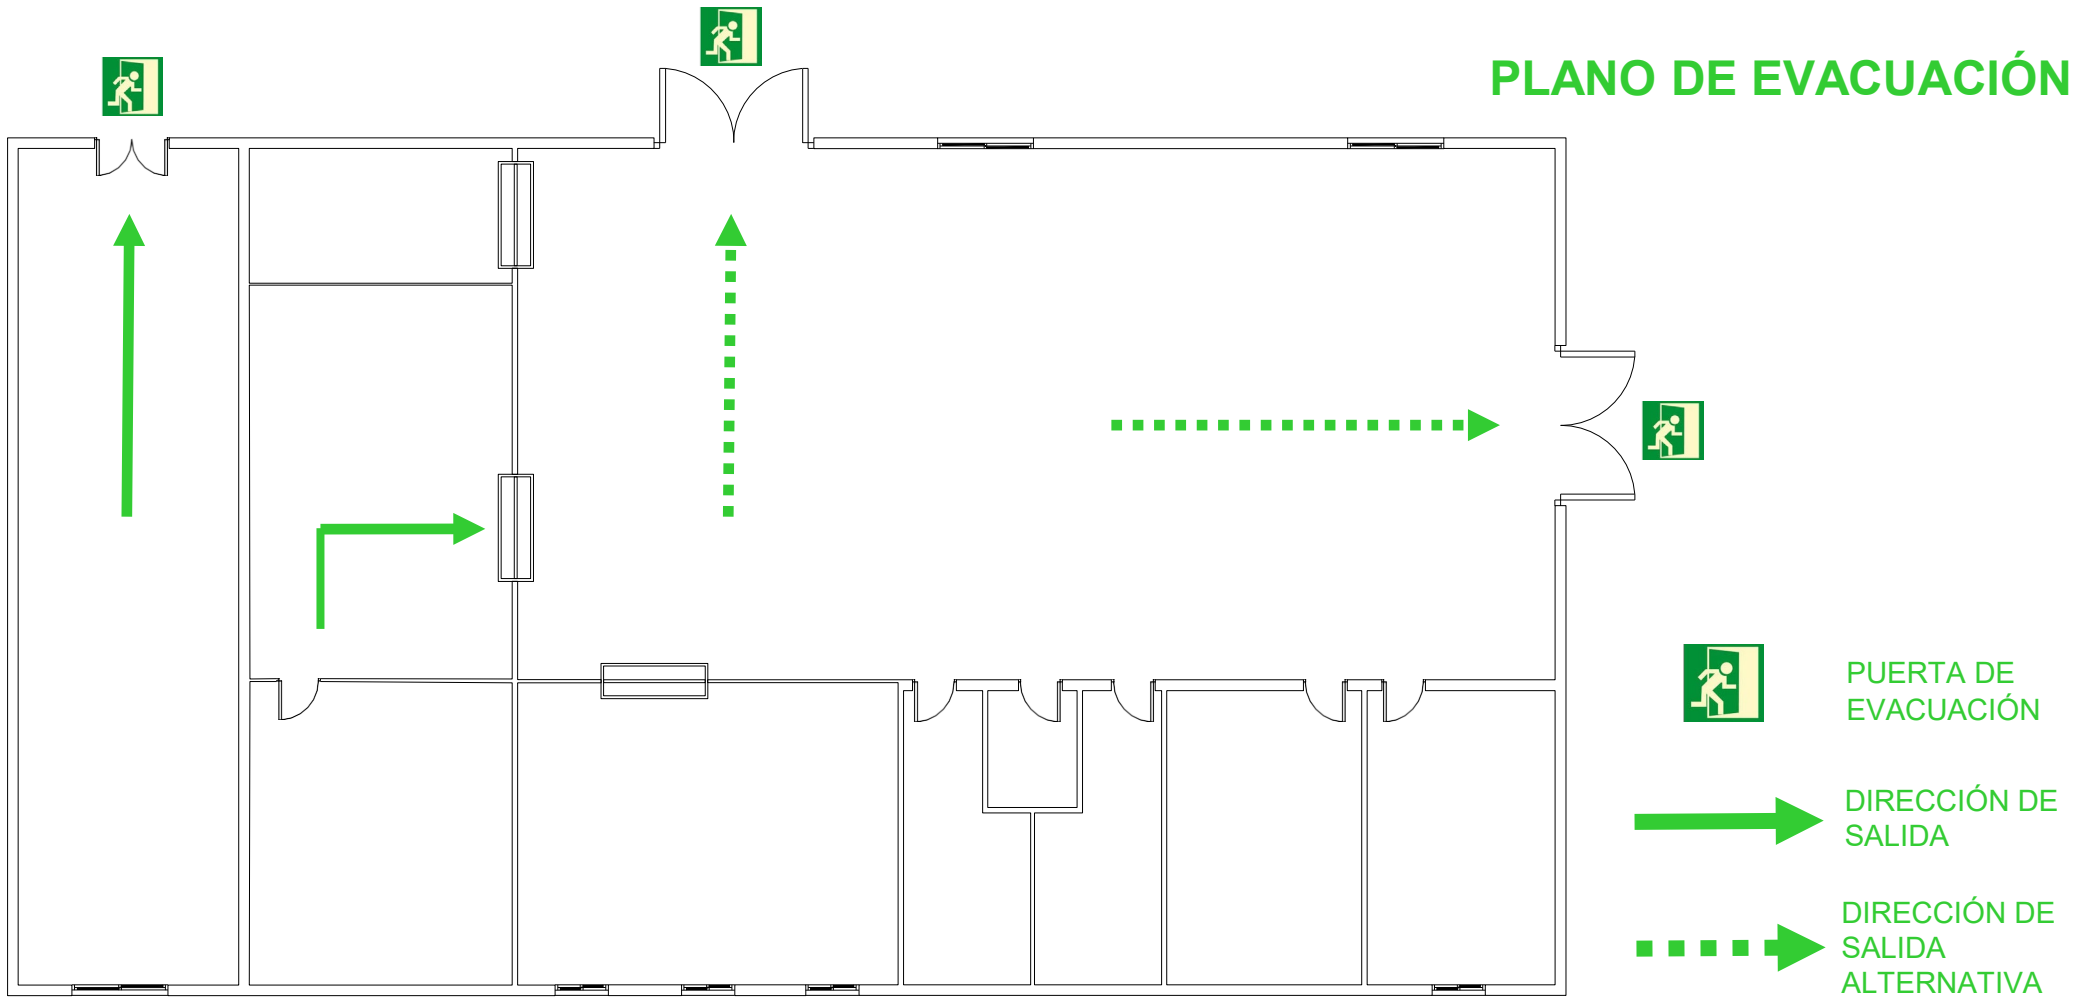 PLANO DE EVACUACIÓN
PUERTA DE
EVACUACIÓN
DIRECCIÓN DE
SALIDA
DIRECCIÓN DE
SALIDA
ALTERNATIVA